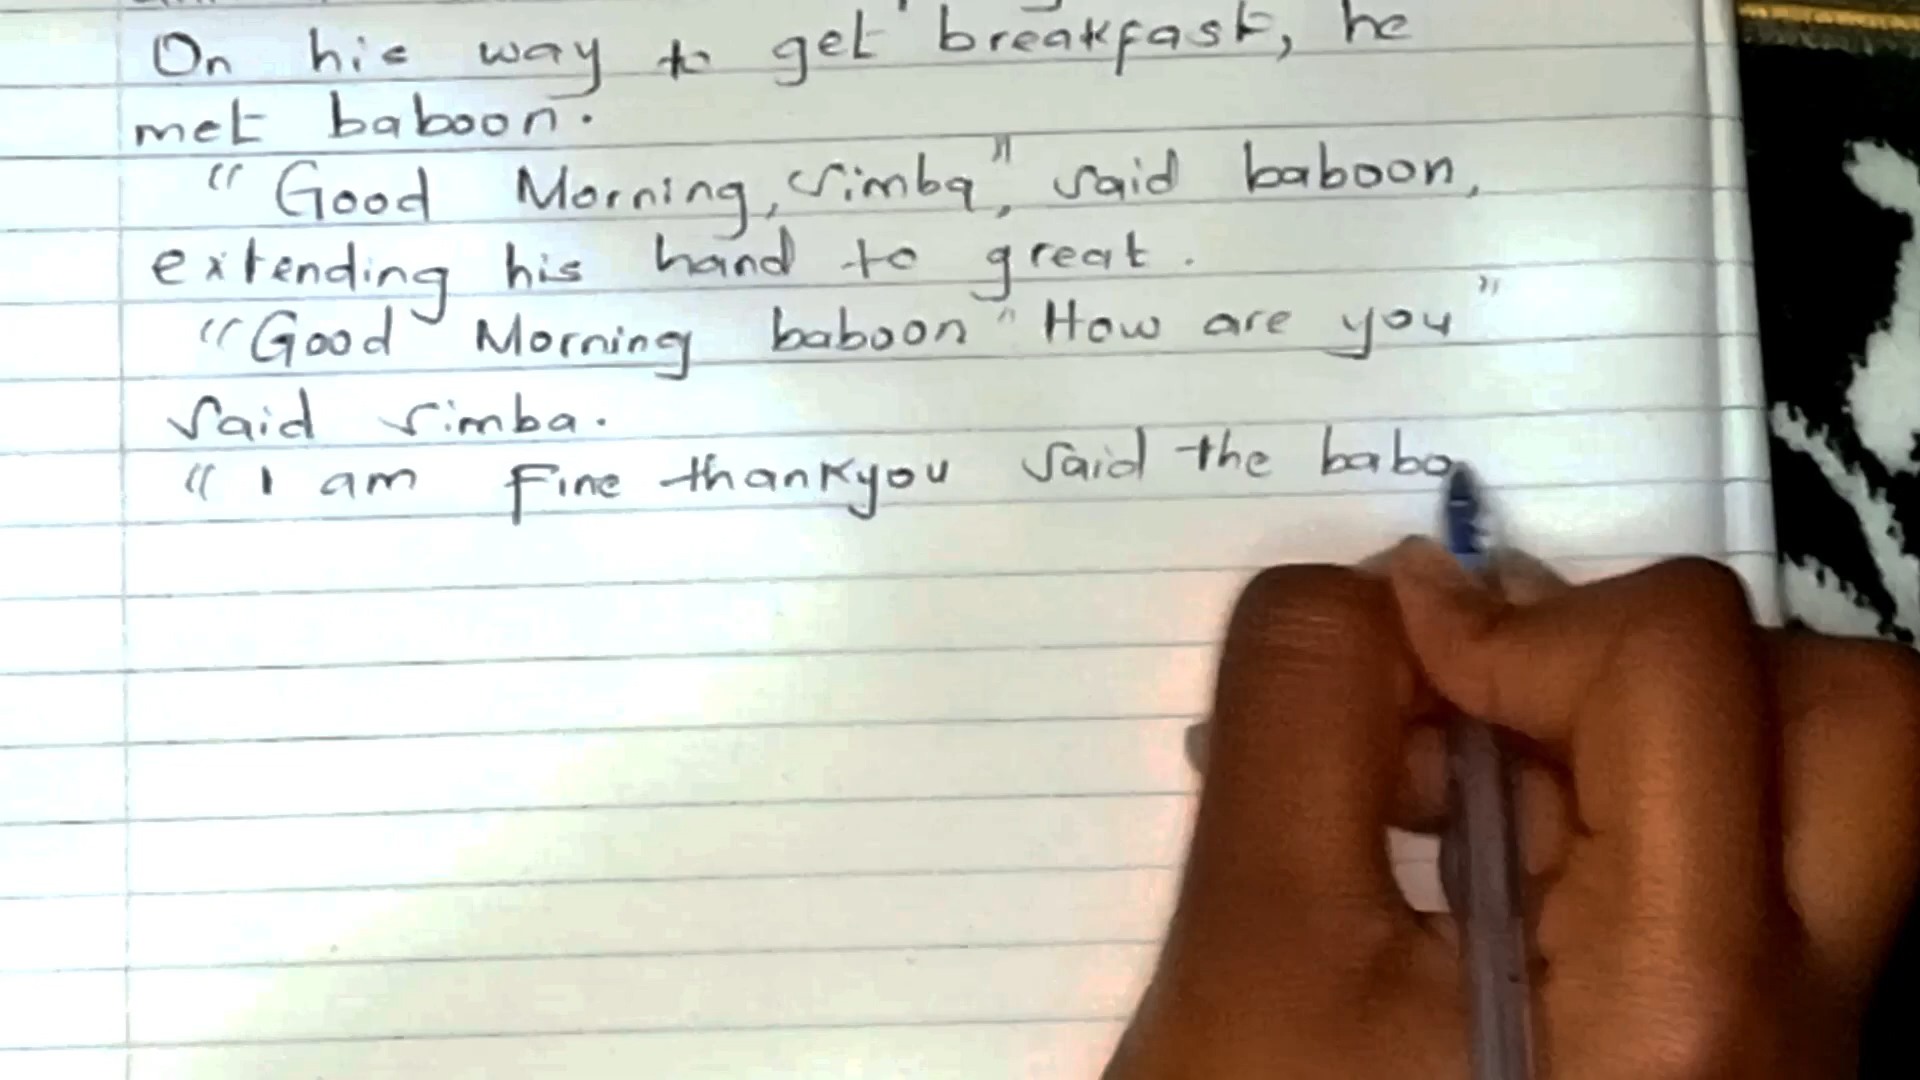 On his way to get breakfast, he
met baboon.
"Good Morning, Simba", said baboon,
extending his hand to great.
"Good Morning baboon" How are you"
Said Simba.
"I am fine thankyou said the babo